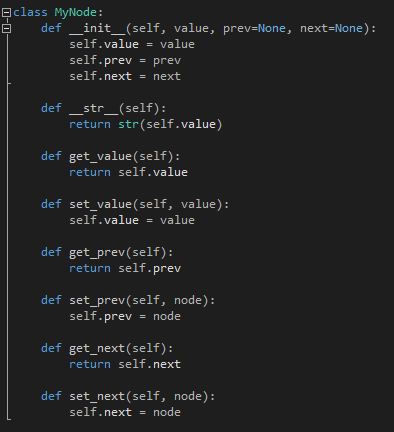 class MyNode:
    def __init__(self, value, prev=None, next=None):
        self.value = value
        self.prev = prev
        self.next = next
    def __str__(self):
        return str(self.value)
    def get_value(self):
        return self.value
    def set_value(self, value):
        self.value = value
    def get_prev(self):
        return self.prev
    def set_prev(self, node):
        self.prev = node
    def get_next(self):
        return self.next
    def set_next(self, node):
        self.next = node